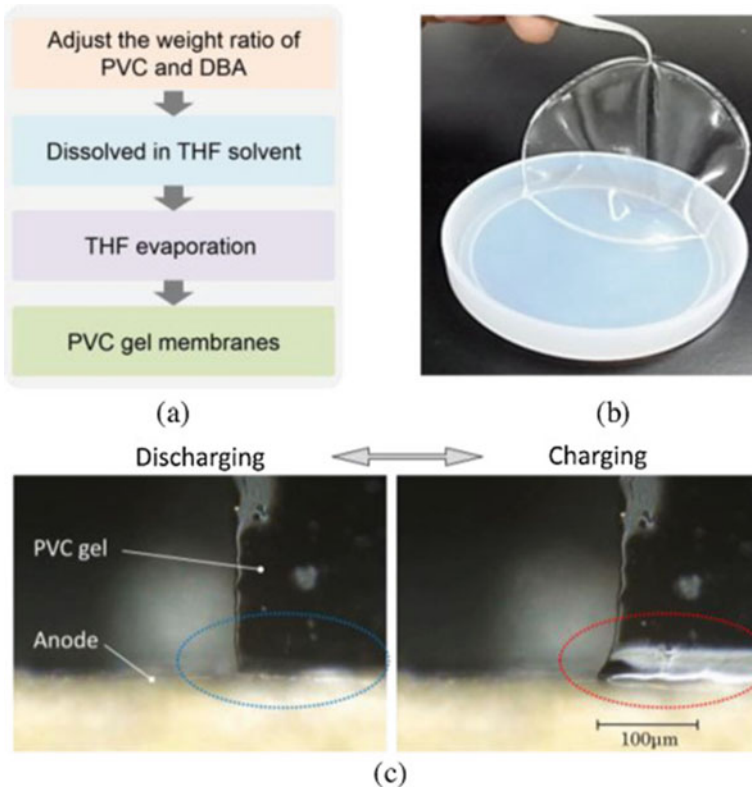 Adjust the weight ratio of
PVC and DBA
Dissolved in THF solvent
THF evaporation
PVC gel membranes
(a)
(b)
Discharging
Charging
PVC gel
Anode
100μm
(c)